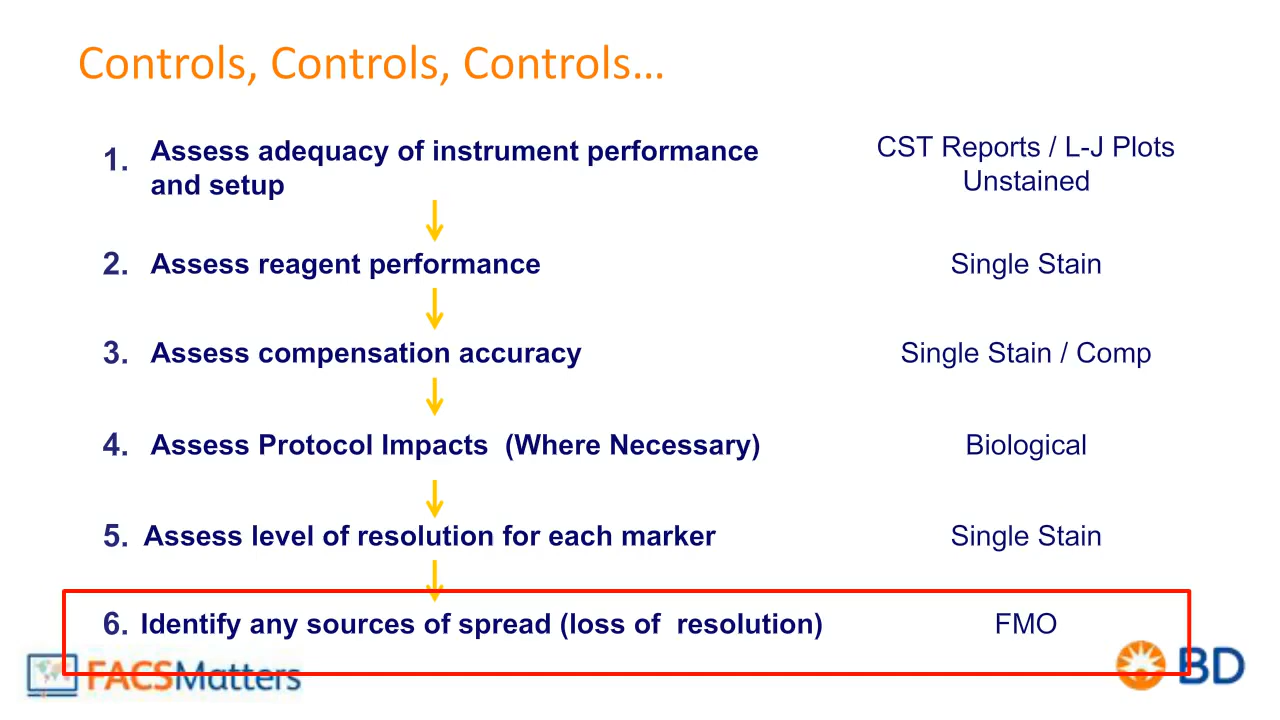 Controls, Controls, Controls…
1. Assess adequacy of instrument performance
and setup
CST Reports / L-J Plots
Unstained
2. Assess reagent performance
Single Stain
3. Assess compensation accuracy
Single Stain / Comp
4. Assess Protocol Impacts  (Where Necessary)
Biological
5. Assess level of resolution for each marker
Single Stain
6. Identify any sources of spread (loss of  resolution)
FMO
FACSMatters
BD